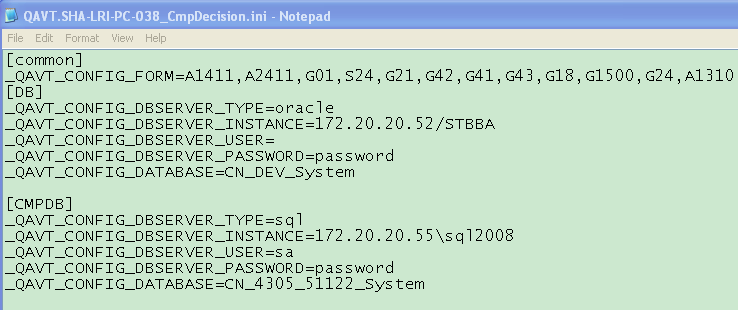 QAVT.SHA-LRI-PC-038_CmpDecision.ini - Notepad
File Edit Format View Help
[common]
_QAVT_CONFIG_FORM=A1411,A2411,G01,S24,G21,G42,G41,G43,G18,G1500,G24,A1310
[DB]
_QAVT_CONFIG_DBSERVER_TYPE=oracle
_QAVT_CONFIG_DBSERVER_INSTANCE=172.20.20.52/STBBA
_QAVT_CONFIG_DBSERVER_USER=
_QAVT_CONFIG_DBSERVER_PASSWORD=password
_QAVT_CONFIG_DATABASE=CN_DEV_System
[CMPDB]
_QAVT_CONFIG_DBSERVER_TYPE=sql
_QAVT_CONFIG_DBSERVER_INSTANCE=172.20.20.55\sql2008
_QAVT_CONFIG_DBSERVER_USER=sa
_QAVT_CONFIG_DBSERVER_PASSWORD=password
_QAVT_CONFIG_DATABASE=CN_4305_51122_System